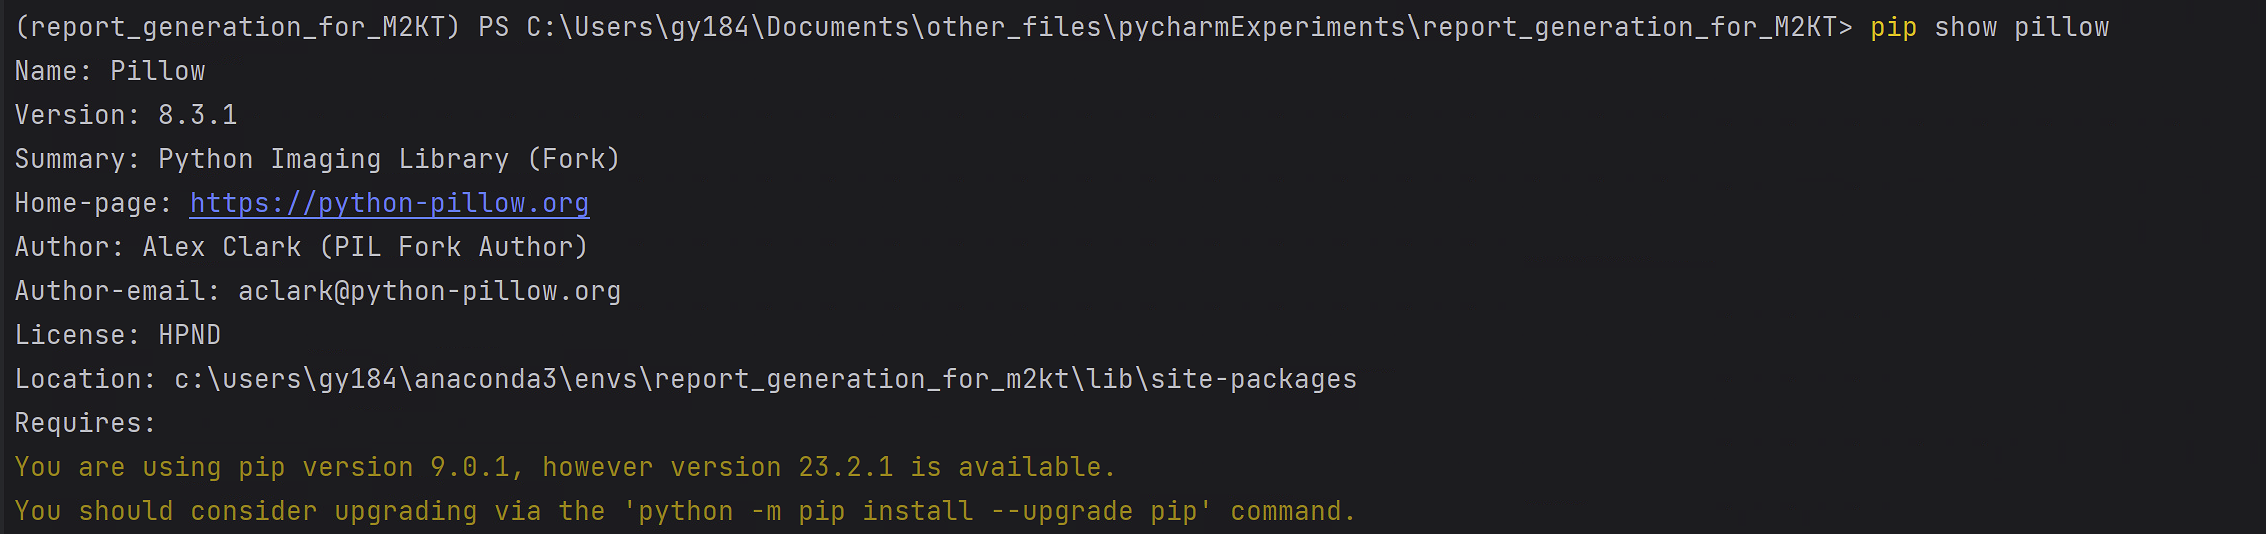 (report_generation_for_M2KT) PS C:\Users\gy184\Documents\other_files\pycharmExperiments\report_generation_for_M2KT> pip show pillow
Name: Pillow
Version: 8.3.1
Summary: Python Imaging Library (Fork)
Home-page: https://python-pillow.org
Author: Alex Clark (PIL Fork Author)
Author-email: aclark@python-pillow.org
License: HPND
Location: c:\users\gy184\anaconda3\envs\report_generation_for_m2kt\lib\site-packages
Requires:
You are using pip version 9.0.1, however version 23.2.1 is available.
You should consider upgrading via the 'python -m pip install --upgrade pip' command.